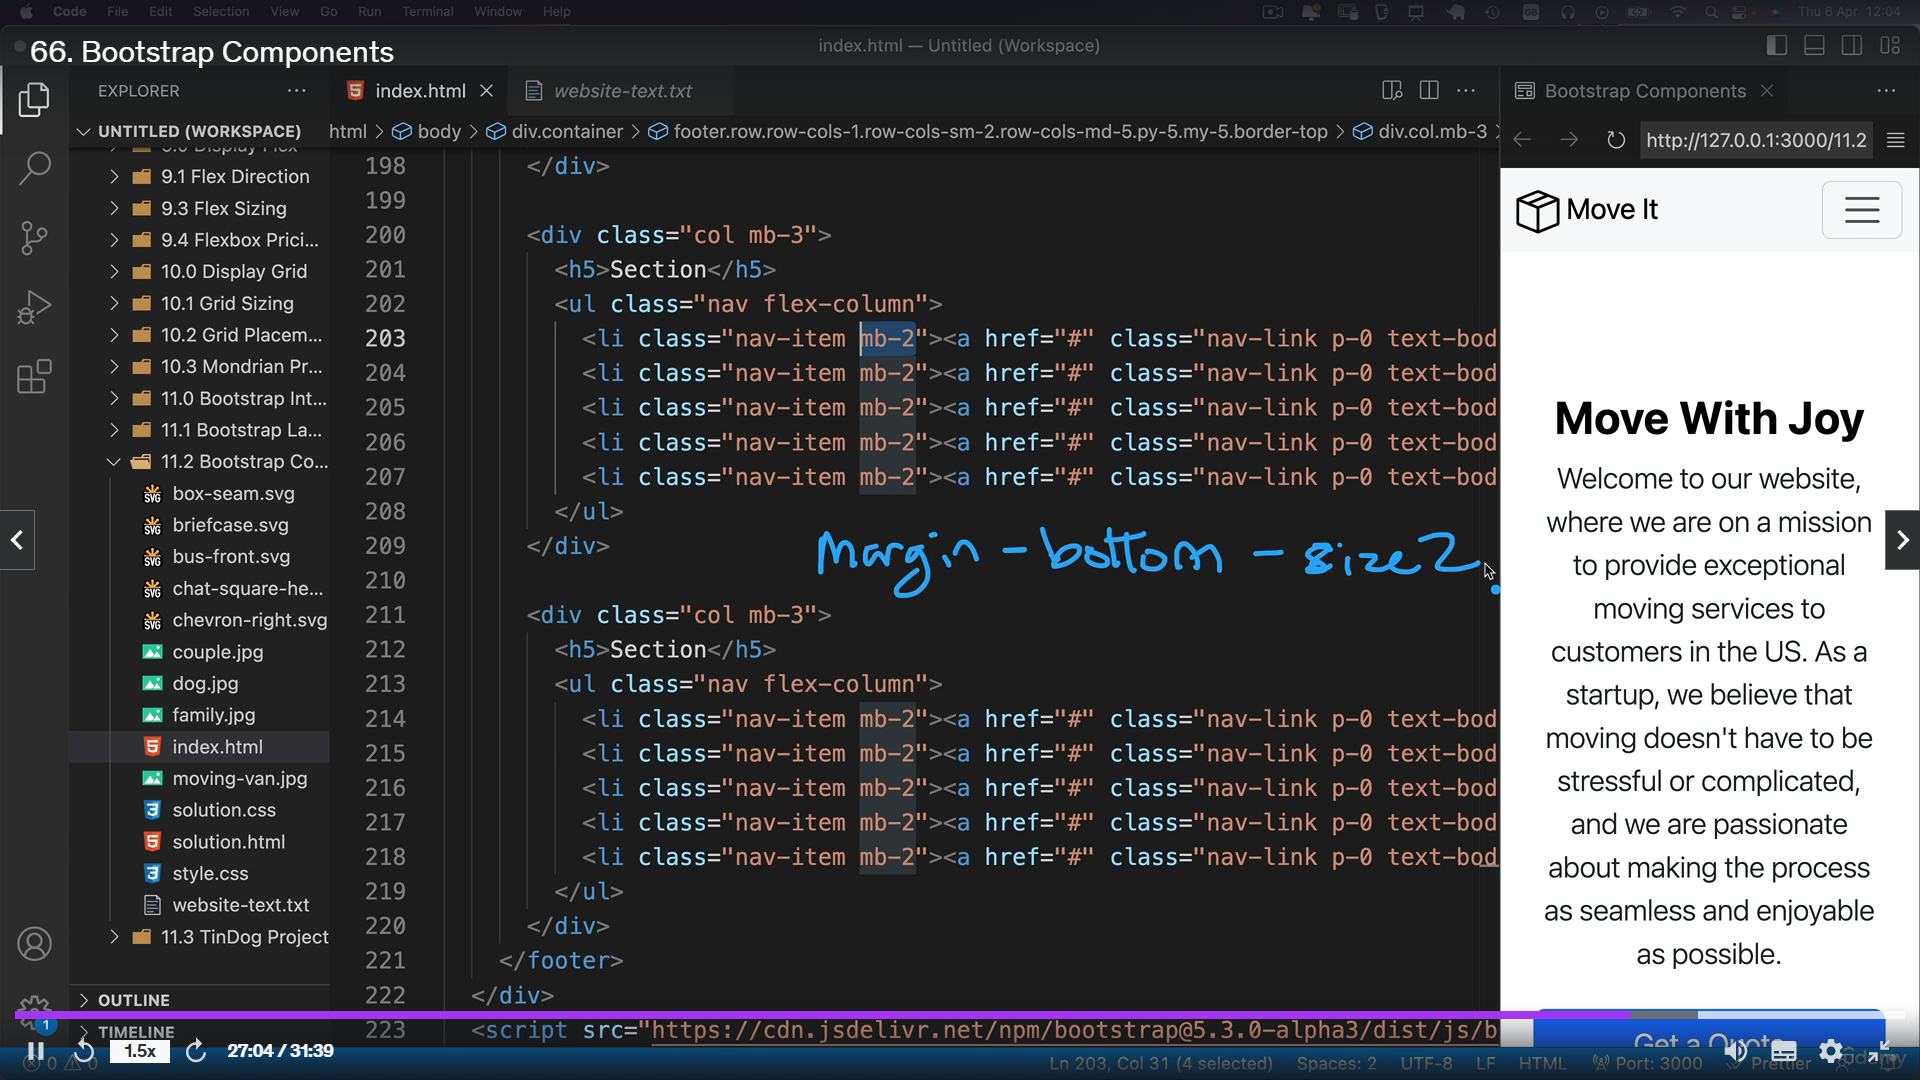 Code File Edit Selection View Go Run Terminal Window Help Thu 6 Apr 12:04
66. Bootstrap Components
index.html — Untitled (Workspace)
EXPLORER
index.html
website-text.txt
Bootstrap Components
UNTITLED (WORKSPACE)
html > body > div.container > footer.row.row-cols-1.row-cols-sm-2.row-cols-md-5.py-5.my-5.border-top > div.col.mb-3
http://127.0.0.1:3000/11.2
9.0 Display Flex
9.1 Flex Direction
9.3 Flex Sizing
9.4 Flexbox Prici...
10.0 Display Grid
10.1 Grid Sizing
10.2 Grid Placem...
10.3 Mondrian Pr...
11.0 Bootstrap Int...
11.1 Bootstrap La...
11.2 Bootstrap Co...
box-seam.svg
briefcase.svg
bus-front.svg
chat-square-he...
chevron-right.svg
couple.jpg
dog.jpg
family.jpg
index.html
moving-van.jpg
solution.css
solution.html
style.css
website-text.txt
11.3 TinDog Project
OUTLINE
TIMELINE
198 </div>
199
200 <div class="col mb-3">
201 <h5>Section</h5>
202 <ul class="nav flex-column">
203 <li class="nav-item mb-2"><a href="#" class="nav-link p-0 text-bod
204 <li class="nav-item mb-2"><a href="#" class="nav-link p-0 text-bod
205 <li class="nav-item mb-2"><a href="#" class="nav-link p-0 text-bod
206 <li class="nav-item mb-2"><a href="#" class="nav-link p-0 text-bod
207 <li class="nav-item mb-2"><a href="#" class="nav-link p-0 text-bod
208 </ul>
209 </div>
margin - bottom - size 2.
210
211 <div class="col mb-3">
212 <h5>Section</h5>
213 <ul class="nav flex-column">
214 <li class="nav-item mb-2"><a href="#" class="nav-link p-0 text-bod
215 <li class="nav-item mb-2"><a href="#" class="nav-link p-0 text-bod
216 <li class="nav-item mb-2"><a href="#" class="nav-link p-0 text-bod
217 <li class="nav-item mb-2"><a href="#" class="nav-link p-0 text-bod
218 <li class="nav-item mb-2"><a href="#" class="nav-link p-0 text-bod
219 </ul>
220 </div>
221 </footer>
222 </div>
223 <script src="https://cdn.jsdelivr.net/npm/bootstrap@5.3.0-alpha3/dist/js/b
Move It
Move With Joy
Welcome to our website,
where we are on a mission
to provide exceptional
moving services to
customers in the US. As a
startup, we believe that
moving doesn't have to be
stressful or complicated,
and we are passionate
about making the process
as seamless and enjoyable
as possible.
Get a Quote
1
1.5x
27:04 / 31:39
0 0
Ln 203, Col 31 (4 selected) Spaces: 2 UTF-8 LF HTML Port: 3000 Prettier